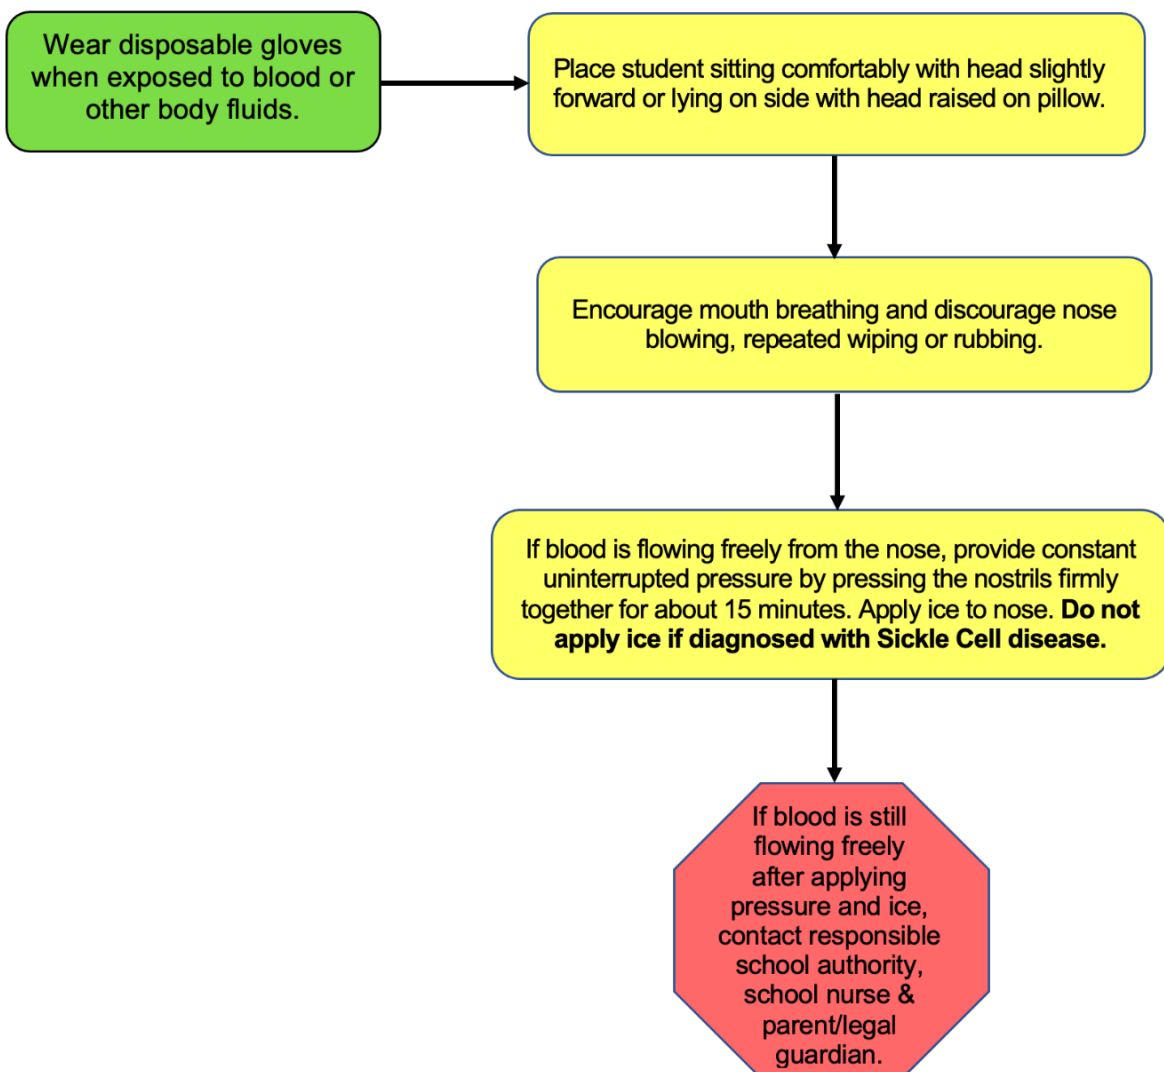 Wear disposable gloves
when exposed to blood or
other body fluids.
Place student sitting comfortably with head slightly
forward or lying on side with head raised on pillow.
Encourage mouth breathing and discourage nose
blowing, repeated wiping or rubbing.
If blood is flowing freely from the nose, provide constant
uninterrupted pressure by pressing the nostrils firmly
together for about 15 minutes. Apply ice to nose. Do not
apply ice if diagnosed with Sickle Cell disease.
If blood is still
flowing freely
after applying
pressure and ice,
contact responsible
school authority,
school nurse &
parent/legal
guardian.